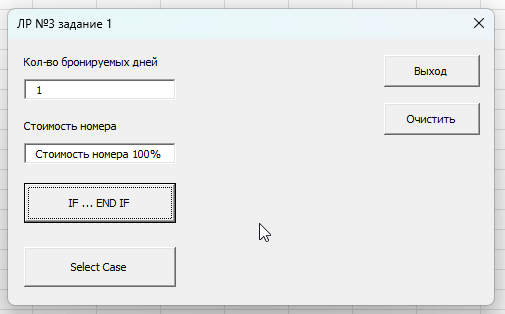 ЛР №3 задание 1
Кол-во бронируемых дней
1
Стоимость номера
Стоимость номера 100%
IF ... END IF
Select Case
Выход
Очистить